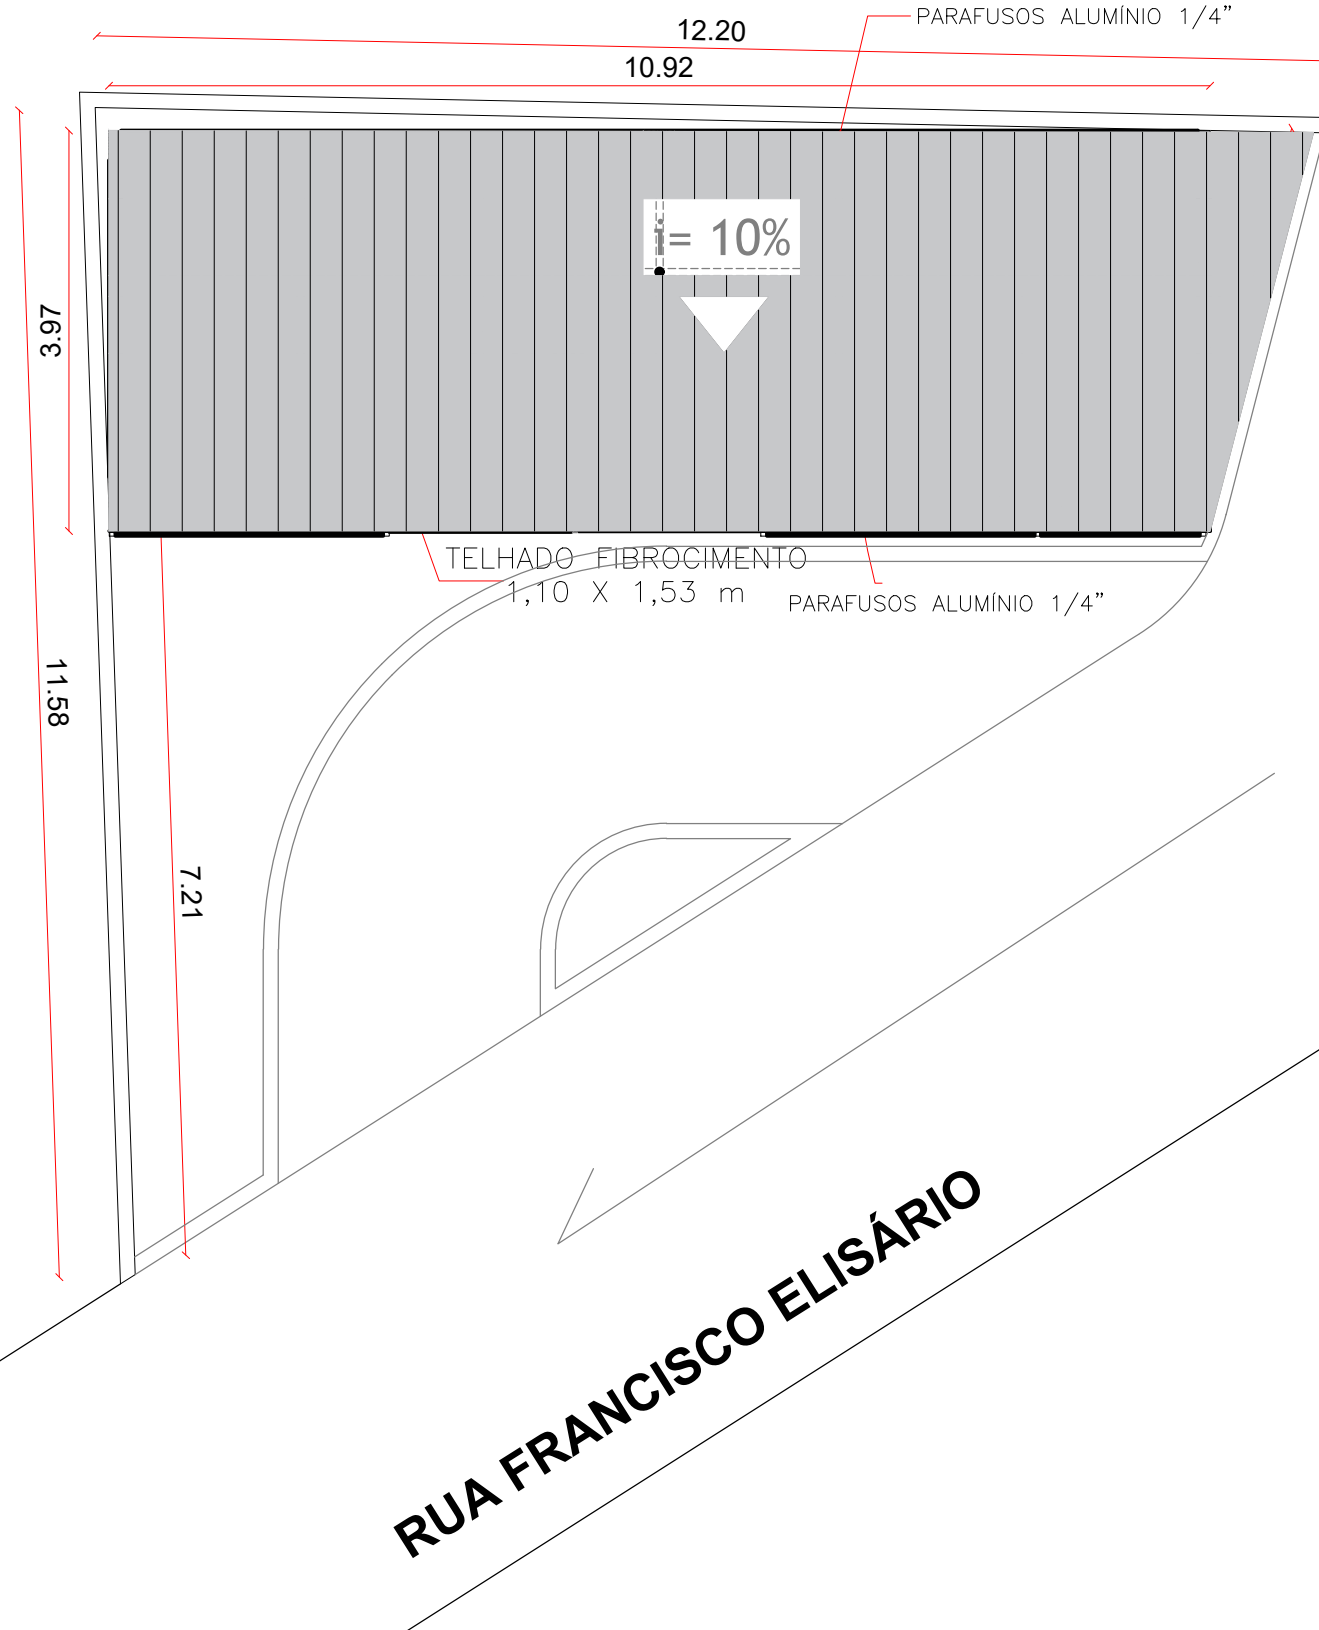 PARAFUSOS ALUMÍNIO 1/4”
12.20
10.92
i= 10%
3.97
TELHADO FIBROCIMENTO
1,10 X 1,53 m
PARAFUSOS ALUMÍNIO 1/4”
11.58
7.21
RUA FRANCISCO ELISÁRIO